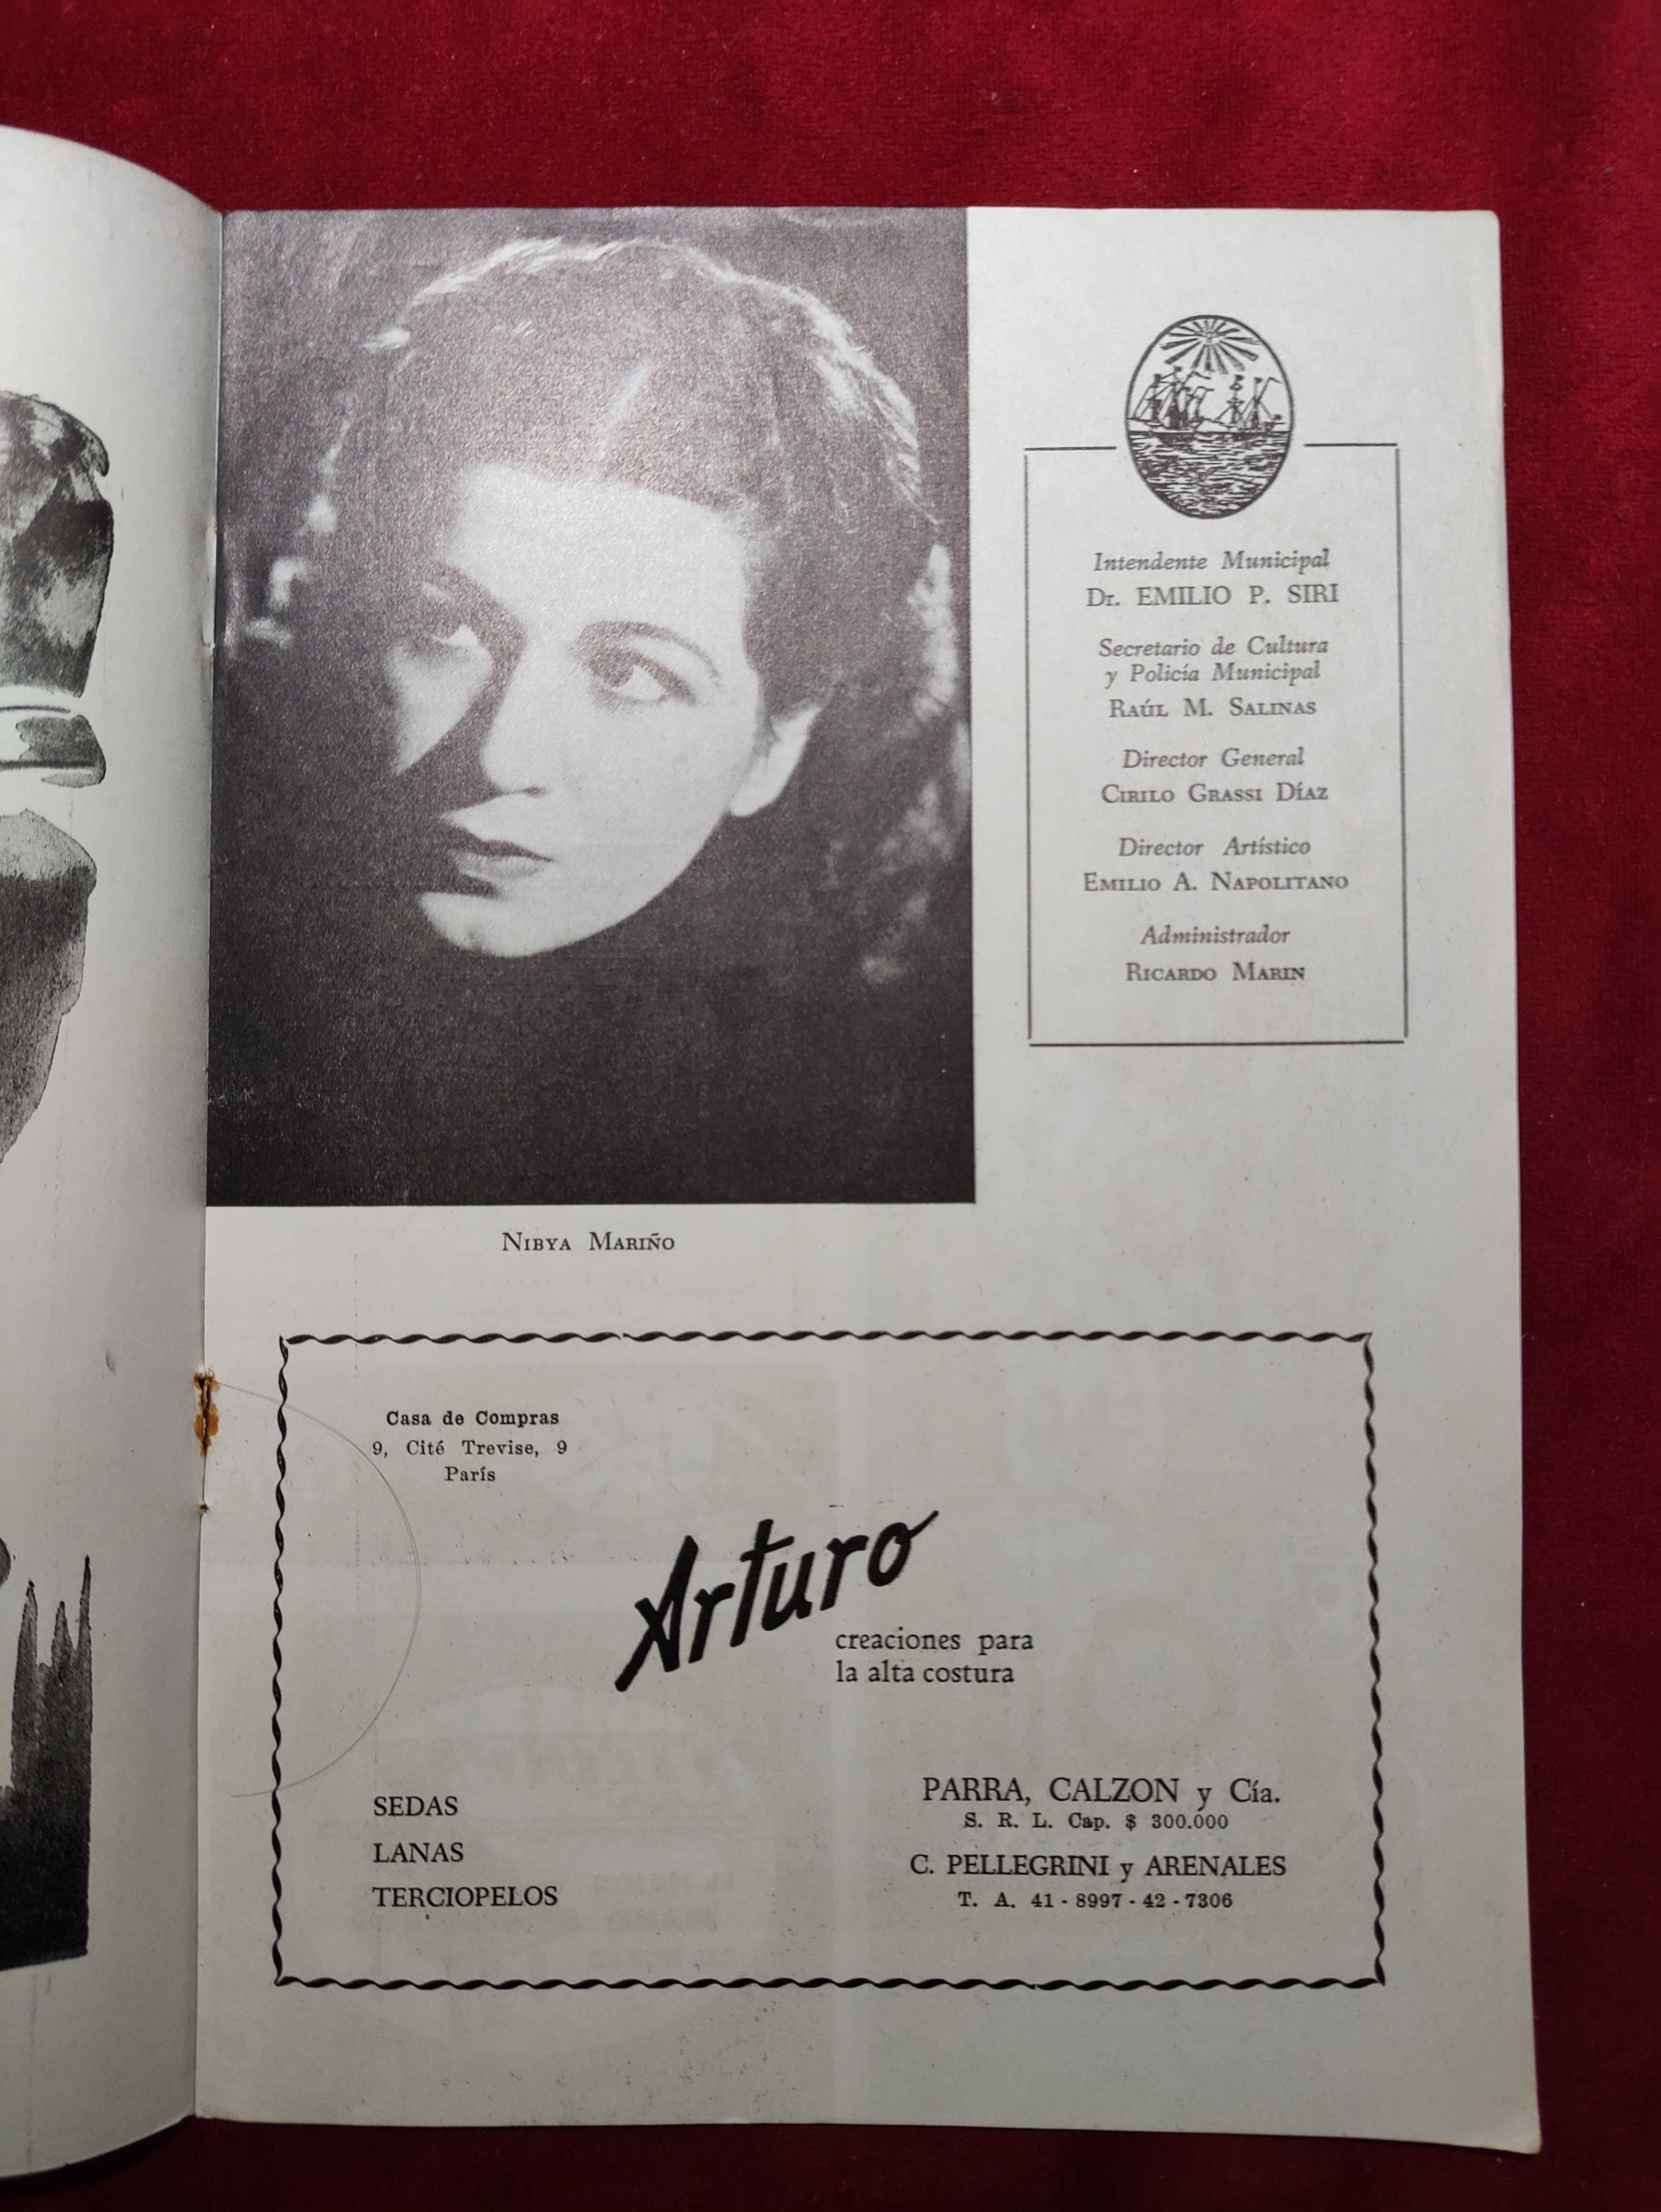 Intendente Municipal
Dr. EMILIO P. SIRI
Secretario de Cultura
y Policía Municipal
RAÚL M. SALINAS
Director General
CIRILO GRASSI DÍAZ
Director Artístico
EMILIO A. NAPOLITANO
Administrador
RICARDO MARIN
NIBYA MARIÑO
Casa de Compras
9, Cité Trevise, 9
París
Arturo
creaciones para
la alta costura
SEDAS
LANAS
TERCIOPELOS
PARRA, CALZON y Cía.
S. R. L. Cap. $ 300.000
C. PELLEGRINI y ARENALES
T. A. 41 - 8997 - 42 - 7306